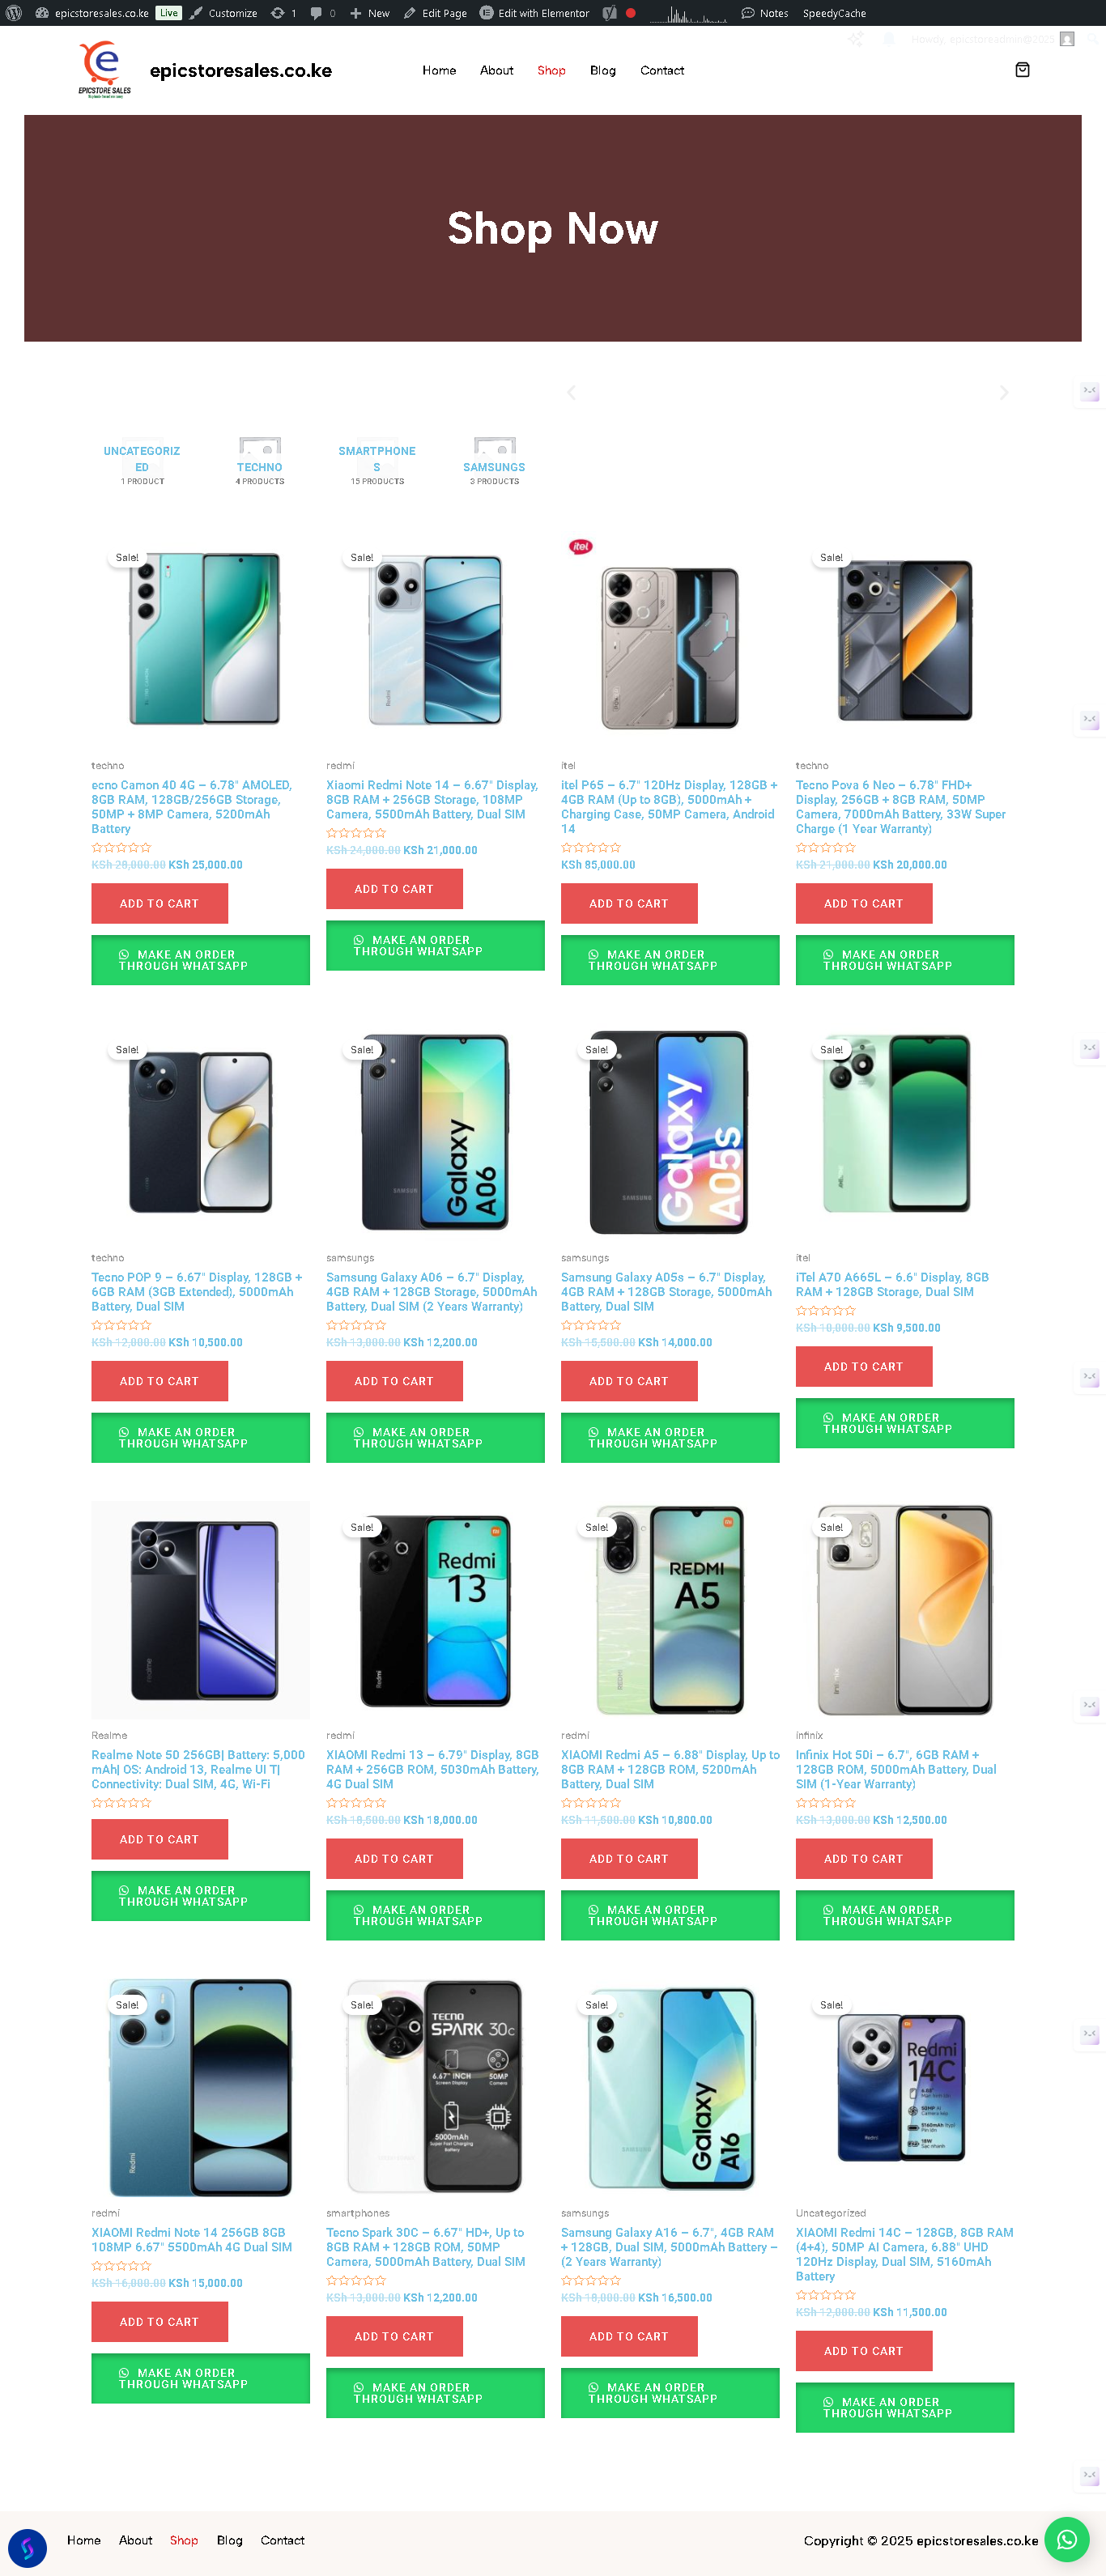 epicstoresales.co.ke Live Customize 1 0 New Edit Page Edit with Elementor Notes SpeedyCache
EPICSTORE SALES
epicstoresales.co.ke
Home About Shop Blog Contact
Shop Now
UNCATEGORIZ
ED
1 PRODUCT
TECHNO
4 PRODUCTS
SMARTPHONE
S
15 PRODUCTS
SAMSUNGS
3 PRODUCTS
Sale!
techno
ecno Camon 40 4G – 6.78" AMOLED,
8GB RAM, 128GB/256GB Storage,
50MP + 8MP Camera, 5200mAh
Battery
KSh 28,000.00 KSh 25,000.00
ADD TO CART
MAKE AN ORDER
THROUGH WHATSAPP
Sale!
Redmi
redmi
Xiaomi Redmi Note 14 – 6.67" Display,
8GB RAM + 256GB Storage, 108MP
Camera, 5500mAh Battery, Dual SIM
KSh 24,000.00 KSh 21,000.00
ADD TO CART
MAKE AN ORDER
THROUGH WHATSAPP
itel
itel
itel P65 – 6.7" 120Hz Display, 128GB +
4GB RAM (Up to 8GB), 5000mAh +
Charging Case, 50MP Camera, Android
14
KSh 85,000.00
ADD TO CART
MAKE AN ORDER
THROUGH WHATSAPP
Sale!
techno
Tecno Pova 6 Neo – 6.78" FHD+
Display, 256GB + 8GB RAM, 50MP
Camera, 7000mAh Battery, 33W Super
Charge (1 Year Warranty)
KSh 21,000.00 KSh 20,000.00
ADD TO CART
MAKE AN ORDER
THROUGH WHATSAPP
Sale!
techno
Tecno POP 9 – 6.67" Display, 128GB +
6GB RAM (3GB Extended), 5000mAh
Battery, Dual SIM
KSh 12,000.00 KSh 10,500.00
ADD TO CART
MAKE AN ORDER
THROUGH WHATSAPP
Sale!
SAMSUNG
Galaxy A06
samsungs
Samsung Galaxy A06 – 6.7" Display,
4GB RAM + 128GB Storage, 5000mAh
Battery, Dual SIM (2 Years Warranty)
KSh 13,000.00 KSh 12,200.00
ADD TO CART
MAKE AN ORDER
THROUGH WHATSAPP
Sale!
SAMSUNG
Galaxy A05s
samsungs
Samsung Galaxy A05s – 6.7" Display,
4GB RAM + 128GB Storage, 5000mAh
Battery, Dual SIM
KSh 15,500.00 KSh 14,000.00
ADD TO CART
MAKE AN ORDER
THROUGH WHATSAPP
Sale!
itel
iTel A70 A665L – 6.6" Display, 8GB
RAM + 128GB Storage, Dual SIM
KSh 10,000.00 KSh 9,500.00
ADD TO CART
MAKE AN ORDER
THROUGH WHATSAPP
realme
Realme
Realme Note 50 256GB| Battery: 5,000
mAh| OS: Android 13, Realme UI T|
Connectivity: Dual SIM, 4G, Wi-Fi
ADD TO CART
MAKE AN ORDER
THROUGH WHATSAPP
Sale!
Redmi
13
Redmi
redmi
XIAOMI Redmi 13 – 6.79" Display, 8GB
RAM + 256GB ROM, 5030mAh Battery,
4G Dual SIM
KSh 18,500.00 KSh 18,000.00
ADD TO CART
MAKE AN ORDER
THROUGH WHATSAPP
Sale!
REDMI
A5
REDMI
redmi
XIAOMI Redmi A5 – 6.88" Display, Up to
8GB RAM + 128GB ROM, 5200mAh
Battery, Dual SIM
KSh 11,500.00 KSh 10,800.00
ADD TO CART
MAKE AN ORDER
THROUGH WHATSAPP
Sale!
Infinix
infinix
Infinix Hot 50i – 6.7", 6GB RAM +
128GB ROM, 5000mAh Battery, Dual
SIM (1-Year Warranty)
KSh 13,000.00 KSh 12,500.00
ADD TO CART
MAKE AN ORDER
THROUGH WHATSAPP
Sale!
Redmi
redmi
XIAOMI Redmi Note 14 256GB 8GB
108MP 6.67" 5500mAh 4G Dual SIM
KSh 16,000.00 KSh 15,000.00
ADD TO CART
MAKE AN ORDER
THROUGH WHATSAPP
Sale!
TECNO
SPARK 30C
6.67" INCH
Screen Display
50MP
Camera
5000mAh
Super Fast Charging
Battery
smartphones
Tecno Spark 30C – 6.67" HD+, Up to
8GB RAM + 128GB ROM, 50MP
Camera, 5000mAh Battery, Dual SIM
KSh 13,000.00 KSh 12,200.00
ADD TO CART
MAKE AN ORDER
THROUGH WHATSAPP
Sale!
SAMSUNG
Galaxy A16
samsungs
Samsung Galaxy A16 – 6.7", 4GB RAM
+ 128GB, Dual SIM, 5000mAh Battery –
(2 Years Warranty)
KSh 18,000.00 KSh 16,500.00
ADD TO CART
MAKE AN ORDER
THROUGH WHATSAPP
Sale!
Redmi
14C
6.88"
Uncategorized
XIAOMI Redmi 14C – 128GB, 8GB RAM
(4+4), 50MP AI Camera, 6.88" UHD
120Hz Display, Dual SIM, 5160mAh
Battery
KSh 12,000.00 KSh 11,500.00
ADD TO CART
MAKE AN ORDER
THROUGH WHATSAPP
Home About Shop Blog Contact
Copyright © 2025 epicstoresales.co.ke